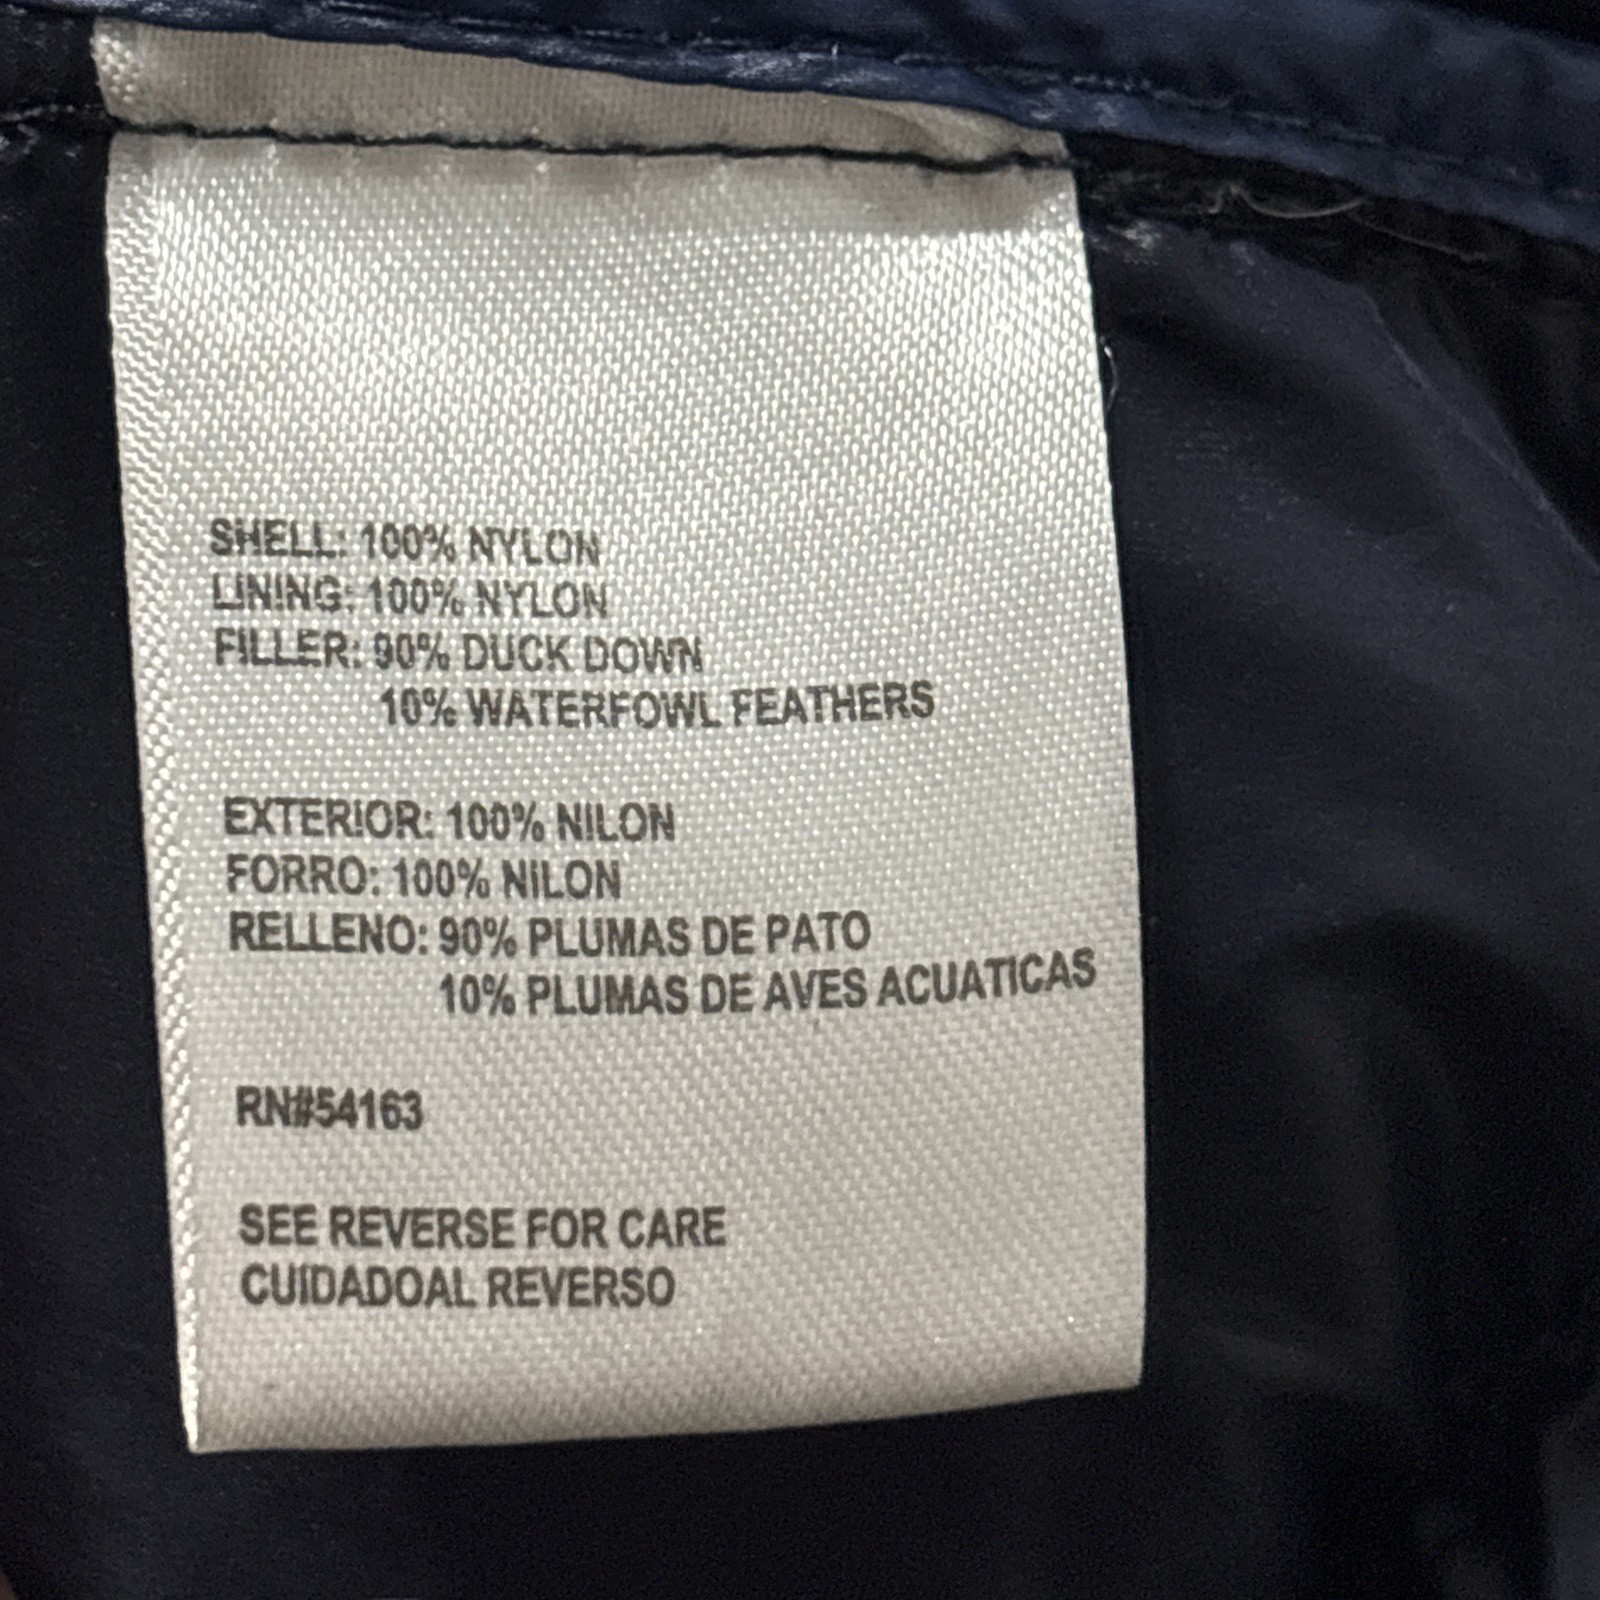 SHELL: 100% NYLON
LINING: 100% NYLON
FILLER: 90% DUCK DOWN
10% WATERFOWL FEATHERS
EXTERIOR: 100% NILON
FORRO: 100% NILON
RELLENO: 90% PLUMAS DE PATO
10% PLUMAS DE AVES ACUATICAS
RN#54163
SEE REVERSE FOR CARE
CUIDADOAL REVERSO